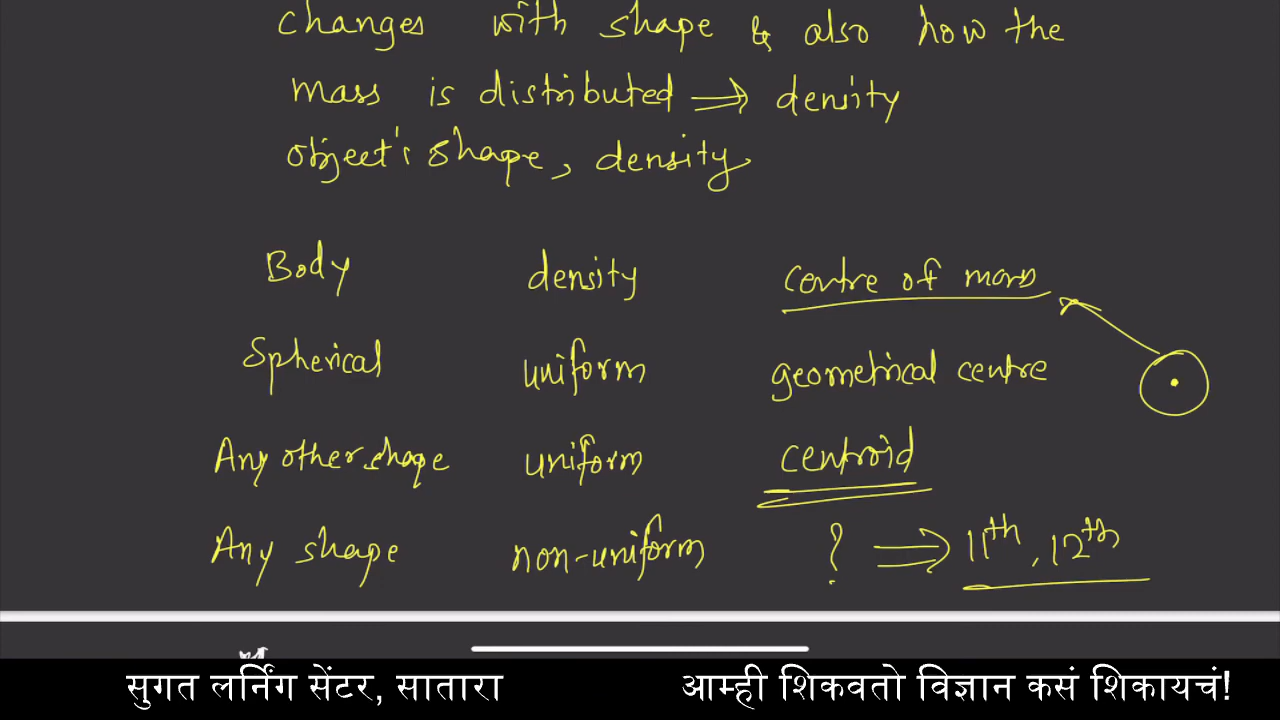 changes with shape & also how the
mass is distributed ⇒ density
object's shape, density
Body density centre of mass
Spherical uniform geometrical centre
Any other shape uniform centroid
Any shape non-uniform ? ⇒ 11th, 12th
सुगत लर्निंग सेंटर, सातारा आम्ही शिकवतो विज्ञान कसं शिकायचं!